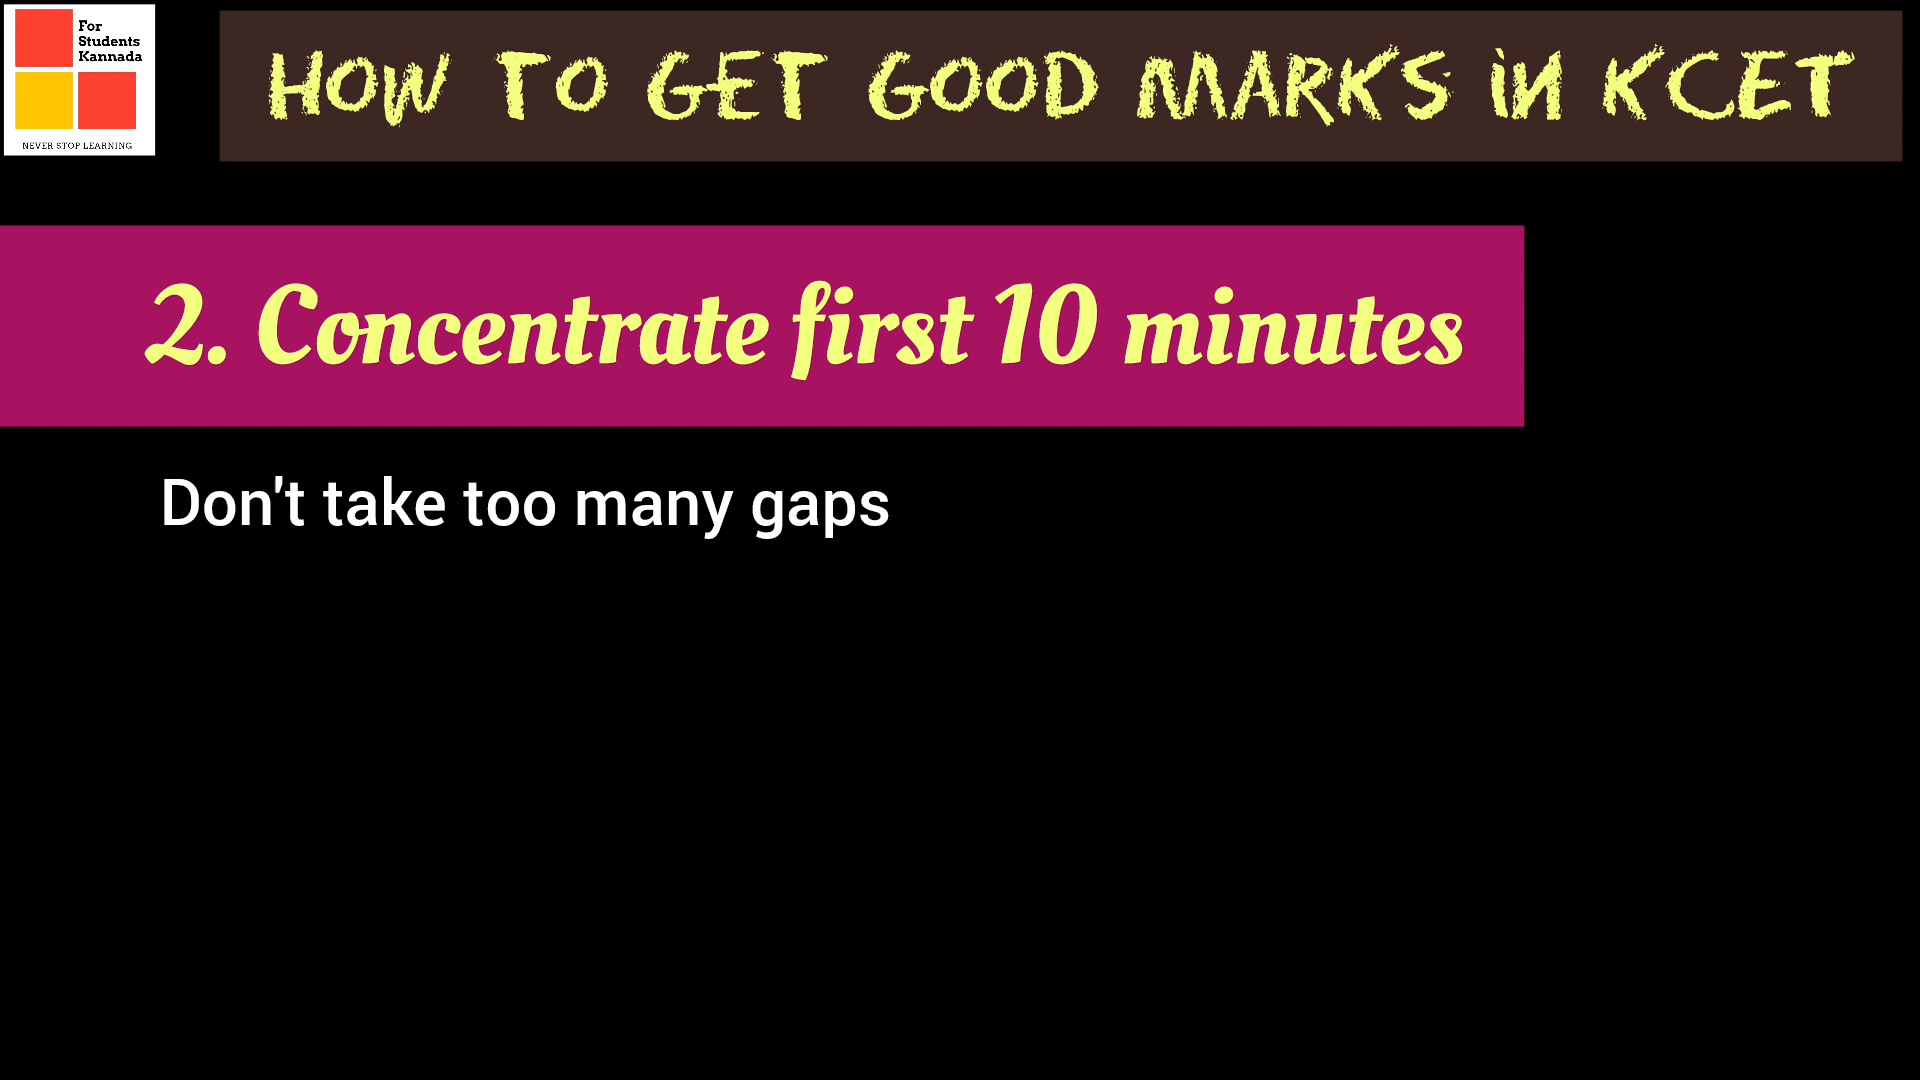 For
Students
Kannada
NEVER STOP LEARNING
HOW TO GET GOOD MARKS iN KCET
2. Concentrate first 10 minutes
Don't take too many gaps